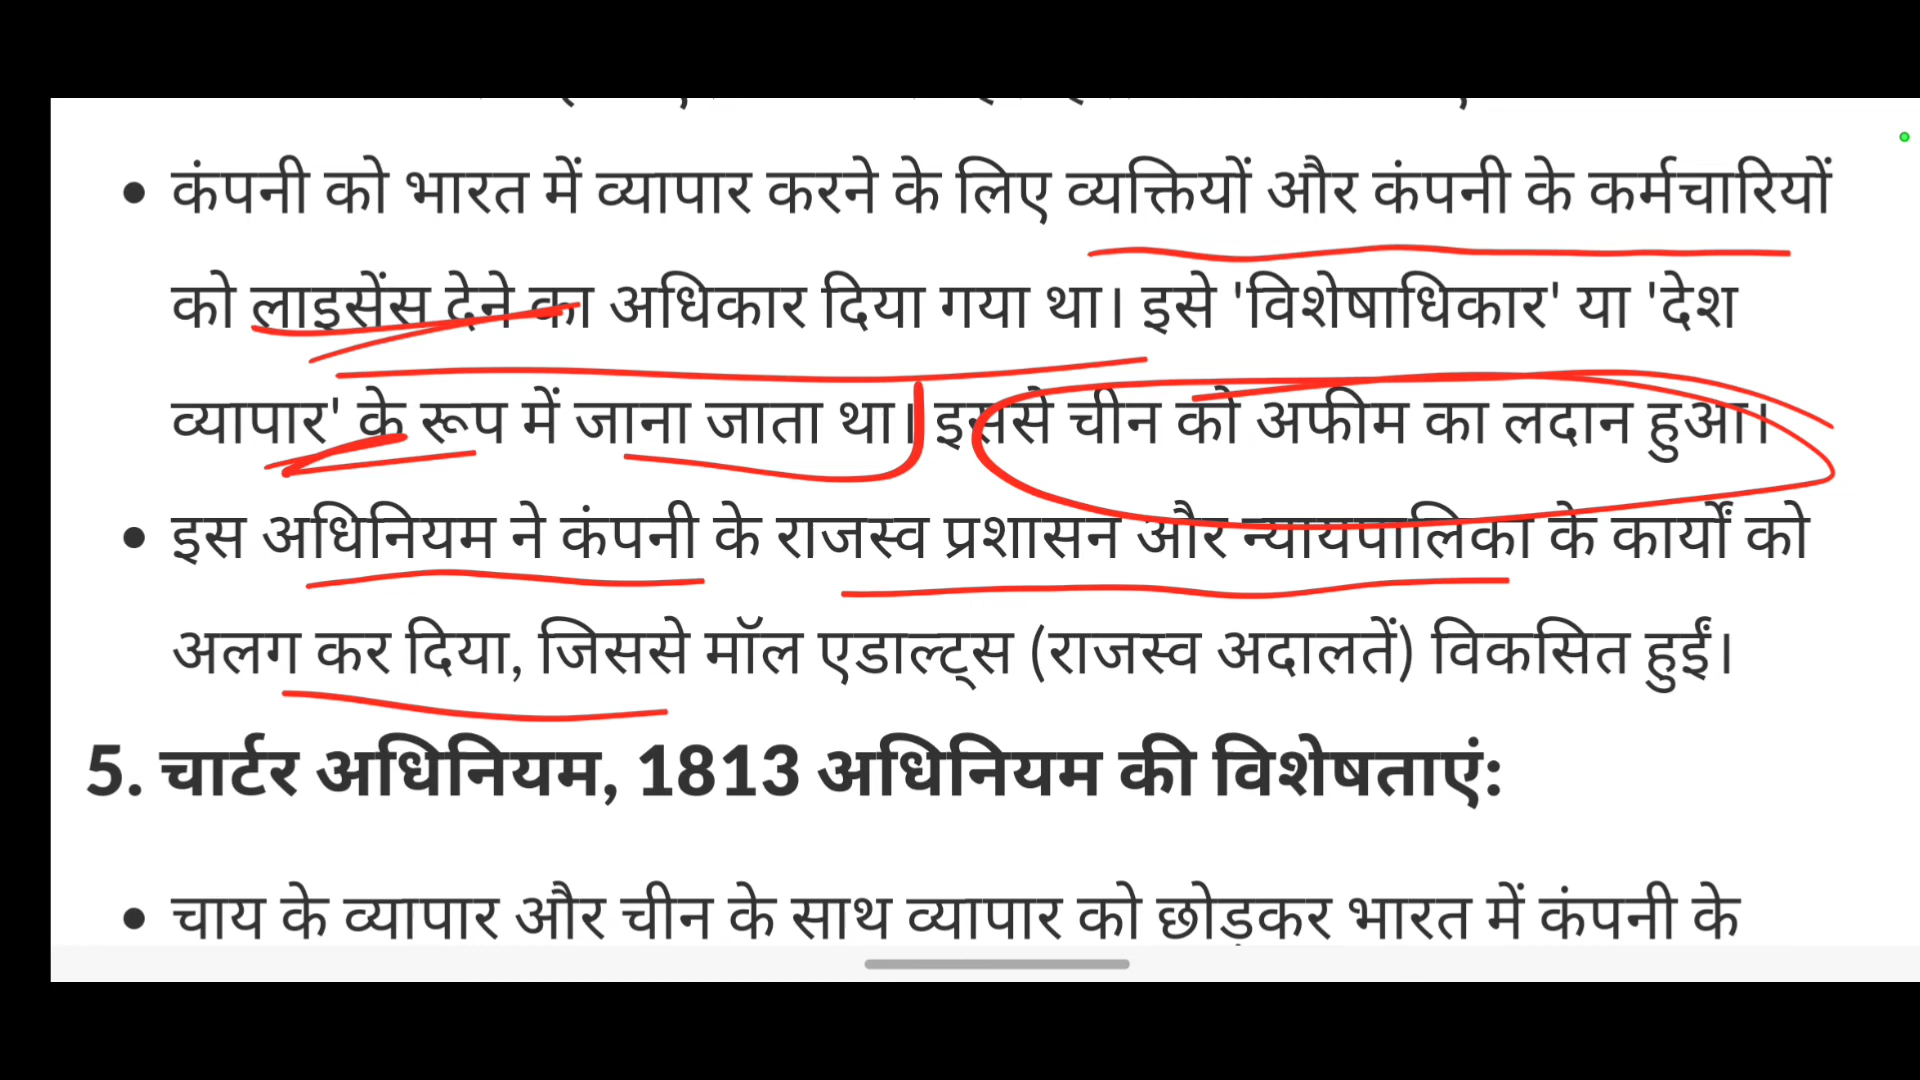 • कंपनी को भारत में व्यापार करने के लिए व्यक्तियों और कंपनी के कर्मचारियों
को लाइसेंस देने का अधिकार दिया गया था। इसे 'विशेषाधिकार' या 'देश
व्यापार' के रूप में जाना जाता था। इससे चीन को अफीम का लदान हुआ।
• इस अधिनियम ने कंपनी के राजस्व प्रशासन और न्यायपालिका के कार्यों को
अलग कर दिया, जिससे मॉल एडाल्ट्स (राजस्व अदालतें) विकसित हुईं।
5. चार्टर अधिनियम, 1813 अधिनियम की विशेषताएं:
• चाय के व्यापार और चीन के साथ व्यापार को छोड़कर भारत में कंपनी के